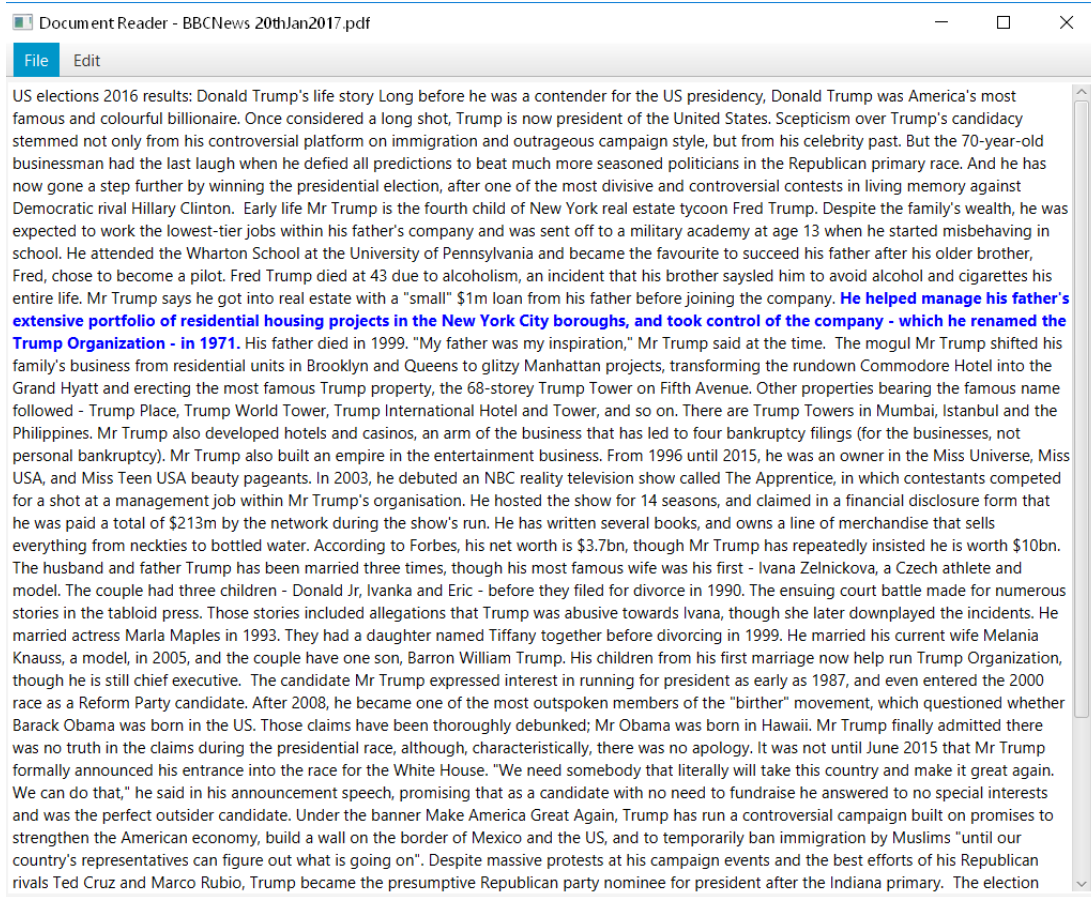 Document Reader - BBCNews 20thJan2017.pdf
File Edit
US elections 2016 results: Donald Trump's life story Long before he was a contender for the US presidency, Donald Trump was America's most
famous and colourful billionaire. Once considered a long shot, Trump is now president of the United States. Scepticism over Trump's candidacy
stemmed not only from his controversial platform on immigration and outrageous campaign style, but from his celebrity past. But the 70-year-old
businessman had the last laugh when he defied all predictions to beat much more seasoned politicians in the Republican primary race. And he has
now gone a step further by winning the presidential election, after one of the most divisive and controversial contests in living memory against
Democratic rival Hillary Clinton.  Early life Mr Trump is the fourth child of New York real estate tycoon Fred Trump. Despite the family's wealth, he was
expected to work the lowest-tier jobs within his father's company and was sent off to a military academy at age 13 when he started misbehaving in
school. He attended the Wharton School at the University of Pennsylvania and became the favourite to succeed his father after his older brother,
Fred, chose to become a pilot. Fred Trump died at 43 due to alcoholism, an incident that his brother saysled him to avoid alcohol and cigarettes his
entire life. Mr Trump says he got into real estate with a "small" $1m loan from his father before joining the company. He helped manage his father's
extensive portfolio of residential housing projects in the New York City boroughs, and took control of the company - which he renamed the
Trump Organization - in 1971. His father died in 1999. "My father was my inspiration," Mr Trump said at the time.  The mogul Mr Trump shifted his
family's business from residential units in Brooklyn and Queens to glitzy Manhattan projects, transforming the rundown Commodore Hotel into the
Grand Hyatt and erecting the most famous Trump property, the 68-storey Trump Tower on Fifth Avenue. Other properties bearing the famous name
followed - Trump Place, Trump World Tower, Trump International Hotel and Tower, and so on. There are Trump Towers in Mumbai, Istanbul and the
Philippines. Mr Trump also developed hotels and casinos, an arm of the business that has led to four bankruptcy filings (for the businesses, not
personal bankruptcy). Mr Trump also built an empire in the entertainment business. From 1996 until 2015, he was an owner in the Miss Universe, Miss
USA, and Miss Teen USA beauty pageants. In 2003, he debuted an NBC reality television show called The Apprentice, in which contestants competed
for a shot at a management job within Mr Trump's organisation. He hosted the show for 14 seasons, and claimed in a financial disclosure form that
he was paid a total of $213m by the network during the show's run. He has written several books, and owns a line of merchandise that sells
everything from neckties to bottled water. According to Forbes, his net worth is $3.7bn, though Mr Trump has repeatedly insisted he is worth $10bn.
The husband and father Trump has been married three times, though his most famous wife was his first - Ivana Zelnickova, a Czech athlete and
model. The couple had three children - Donald Jr, Ivanka and Eric - before they filed for divorce in 1990. The ensuing court battle made for numerous
stories in the tabloid press. Those stories included allegations that Trump was abusive towards Ivana, though she later downplayed the incidents. He
married actress Marla Maples in 1993. They had a daughter named Tiffany together before divorcing in 1999. He married his current wife Melania
Knauss, a model, in 2005, and the couple have one son, Barron William Trump. His children from his first marriage now help run Trump Organization,
though he is still chief executive.  The candidate Mr Trump expressed interest in running for president as early as 1987, and even entered the 2000
race as a Reform Party candidate. After 2008, he became one of the most outspoken members of the "birther" movement, which questioned whether
Barack Obama was born in the US. Those claims have been thoroughly debunked; Mr Obama was born in Hawaii. Mr Trump finally admitted there
was no truth in the claims during the presidential race, although, characteristically, there was no apology. It was not until June 2015 that Mr Trump
formally announced his entrance into the race for the White House. "We need somebody that literally will take this country and make it great again.
We can do that," he said in his announcement speech, promising that as a candidate with no need to fundraise he answered to no special interests
and was the perfect outsider candidate. Under the banner Make America Great Again, Trump has run a controversial campaign built on promises to
strengthen the American economy, build a wall on the border of Mexico and the US, and to temporarily ban immigration by Muslims "until our
country's representatives can figure out what is going on". Despite massive protests at his campaign events and the best efforts of his Republican
rivals Ted Cruz and Marco Rubio, Trump became the presumptive Republican party nominee for president after the Indiana primary.  The election